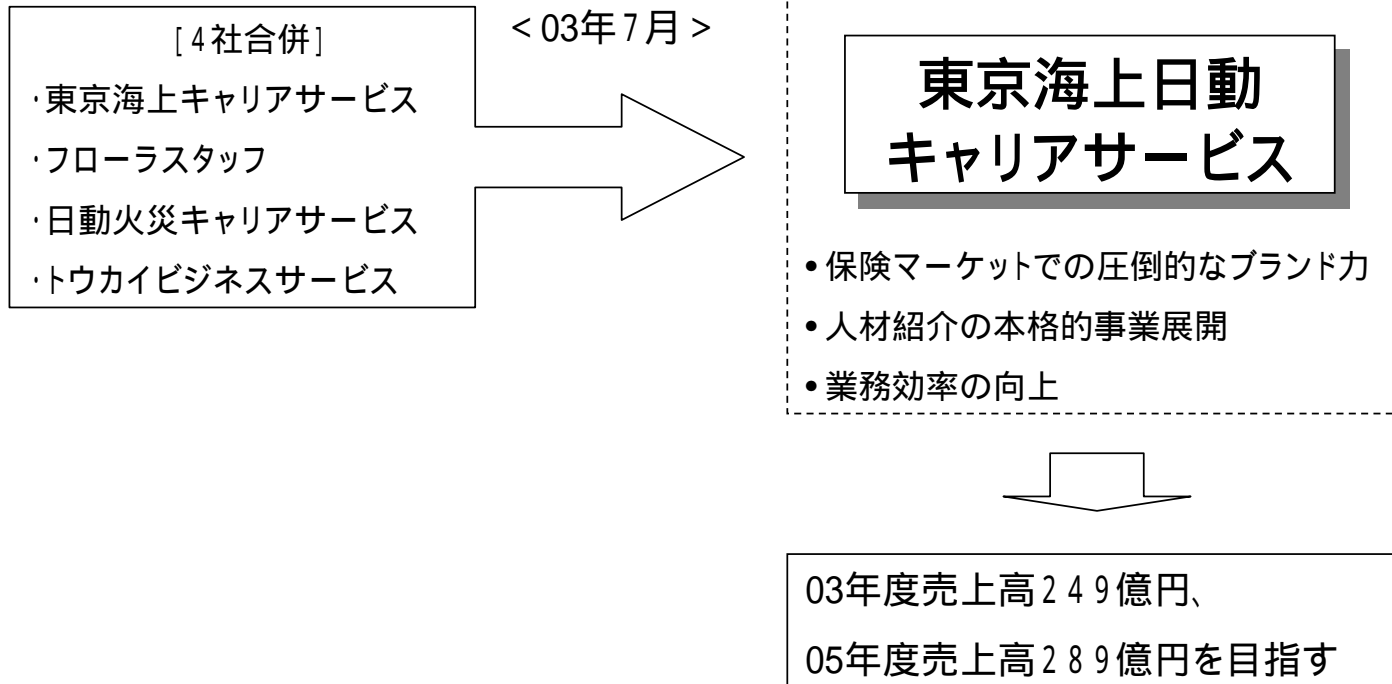 [4社合併]
・東京海上キャリアサービス
・フローラスタッフ
・日動火災キャリアサービス
・トウカイビジネスサービス
<03年7月>
東京海上日動
キャリアサービス
•保険マーケットでの圧倒的なブランド力
•人材紹介の本格的事業展開
•業務効率の向上
03年度売上高249億円、
05年度売上高289億円を目指す